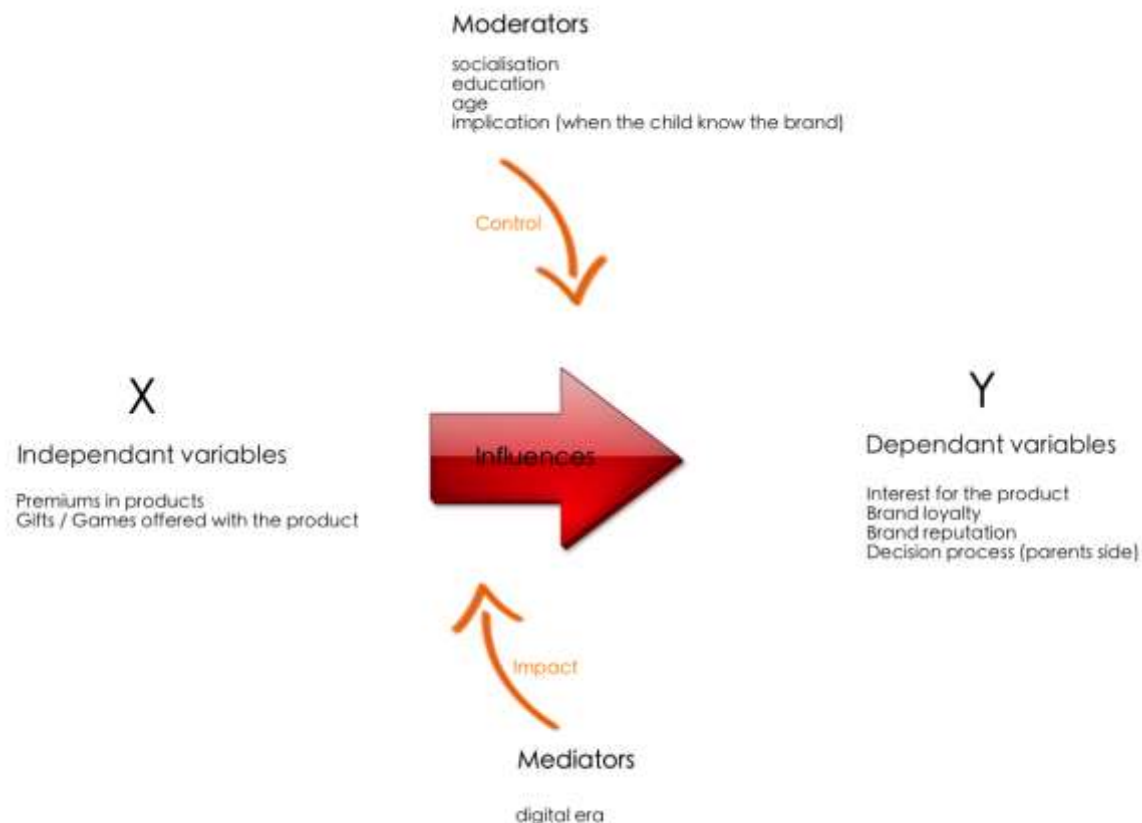 Moderators
socialisation
education
age
implication (when the child know the brand)
Control
X
Independant variables
Premiums in products
Gifts / Games offered with the product
Influences
Y
Dependant variables
Interest for the product
Brand loyalty
Brand reputation
Decision process (parents side)
Impact
Mediators
digital era